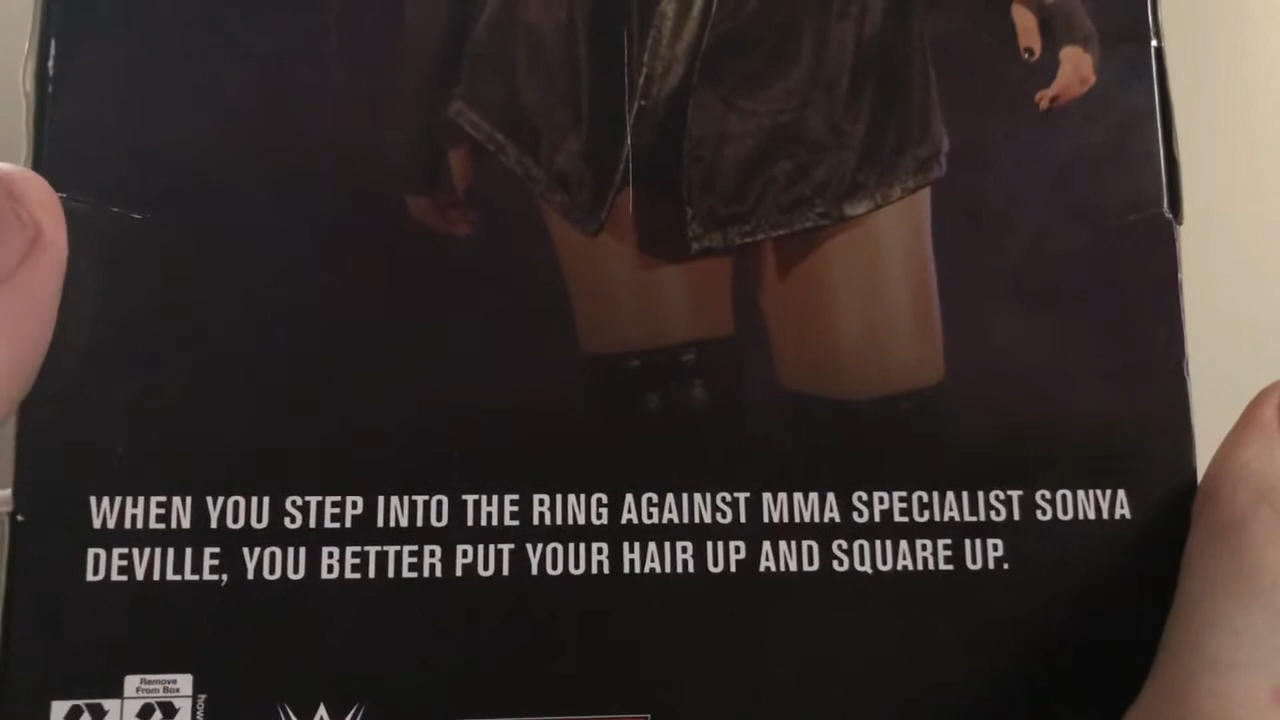 WHEN YOU STEP INTO THE RING AGAINST MMA SPECIALIST SONYA
DEVILLE, YOU BETTER PUT YOUR HAIR UP AND SQUARE UP.
Remove
From Box
how